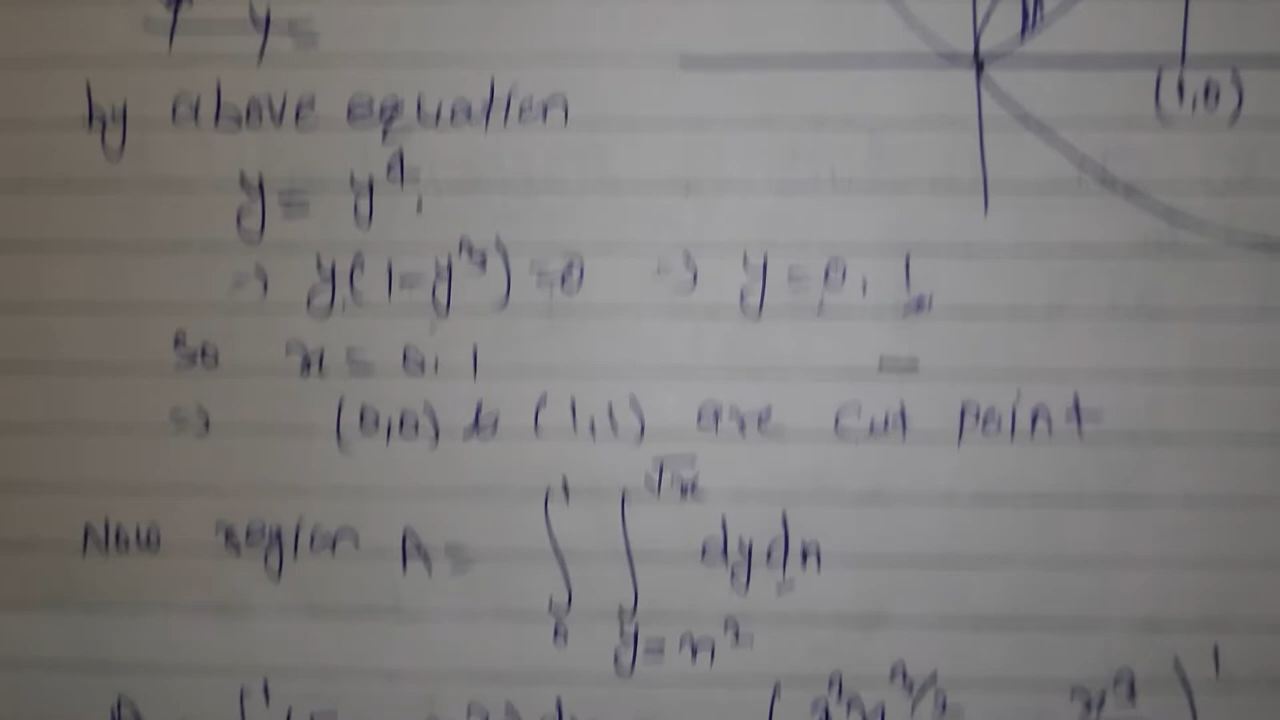 y =
(1,0)
by above equation
y = y⁴
⇒ y(1-y³) = 0 ⇒ y = 0, 1
So x = 0, 1
⇒ (0,0) & (1,1) are cut point
Now region A = ∫₀¹ ∫_{y=x²}^{√x} dy dx